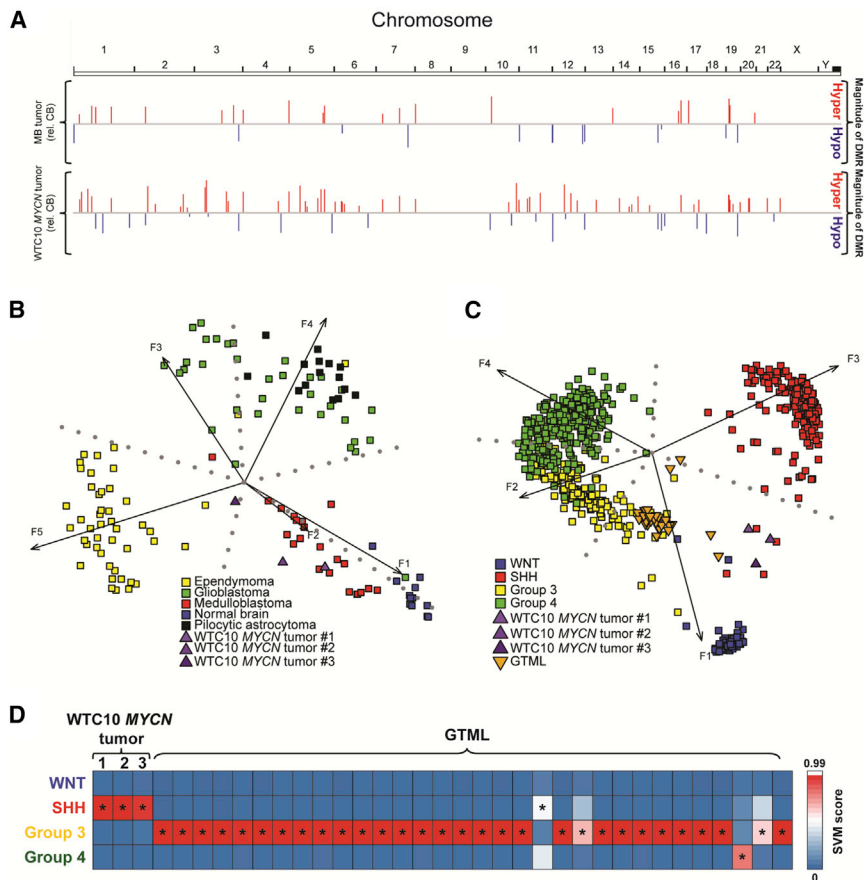 A
Chromosome
1 3 5 7 9 11 13 15 17 19 21 X
2 4 6 8 10 12 14 16 18 20 22 Y
MB tumor
(rel. CB)
Hyper
Hypo
Magnitude of DMR
WTC10 MYCN tumor
(rel. CB)
Hyper
Hypo
Magnitude of DMR
B
F4
F3
F5
F2
F1
Ependymoma
Glioblastoma
Medulloblastoma
Normal brain
Pilocytic astrocytoma
WTC10 MYCN tumor #1
WTC10 MYCN tumor #2
WTC10 MYCN tumor #3
C
F4
F3
F2
F1
WNT
SHH
Group 3
Group 4
WTC10 MYCN tumor #1
WTC10 MYCN tumor #2
WTC10 MYCN tumor #3
GTML
D
WTC10 MYCN
tumor
1 2 3
GTML
WNT
SHH
* * * *
Group 3
* * * * * * * * * * * * * * * * * * * * * * * * * * * * * *
Group 4
*
0.99
SVM score
0